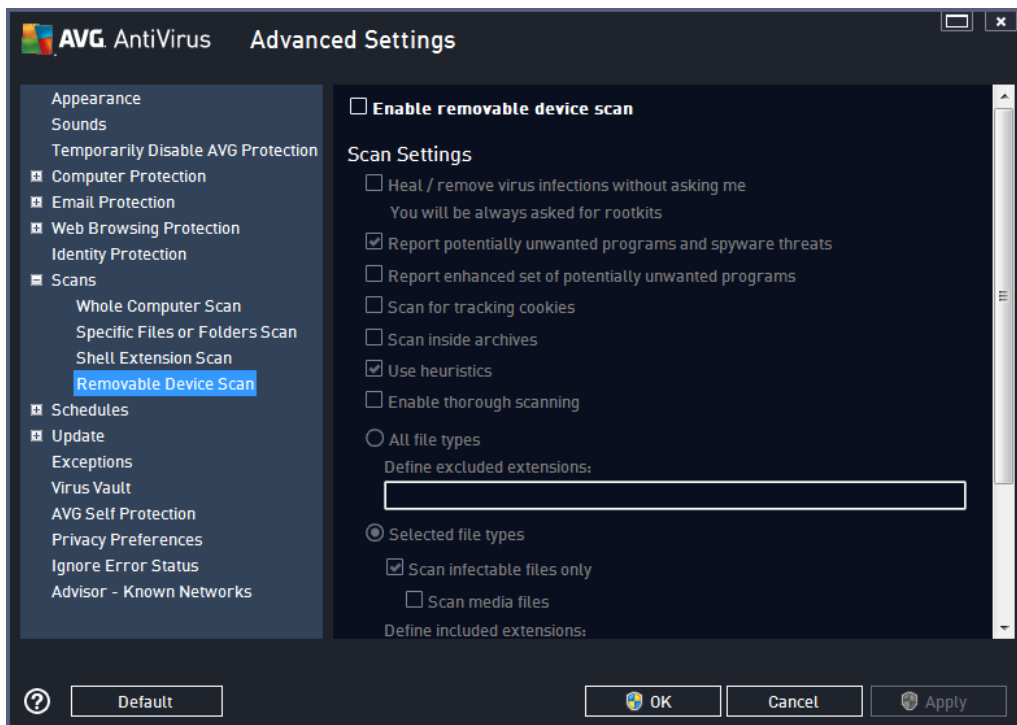 AVG AntiVirus Advanced Settings
Appearance
Sounds
Temporarily Disable AVG Protection
Computer Protection
Email Protection
Web Browsing Protection
Identity Protection
Scans
Whole Computer Scan
Specific Files or Folders Scan
Shell Extension Scan
Removable Device Scan
Schedules
Update
Exceptions
Virus Vault
AVG Self Protection
Privacy Preferences
Ignore Error Status
Advisor - Known Networks
Enable removable device scan
Scan Settings
Heal / remove virus infections without asking me
You will be always asked for rootkits
Report potentially unwanted programs and spyware threats
Report enhanced set of potentially unwanted programs
Scan for tracking cookies
Scan inside archives
Use heuristics
Enable thorough scanning
All file types
Define excluded extensions:
Selected file types
Scan infectable files only
Scan media files
Define included extensions:
? Default OK Cancel Apply